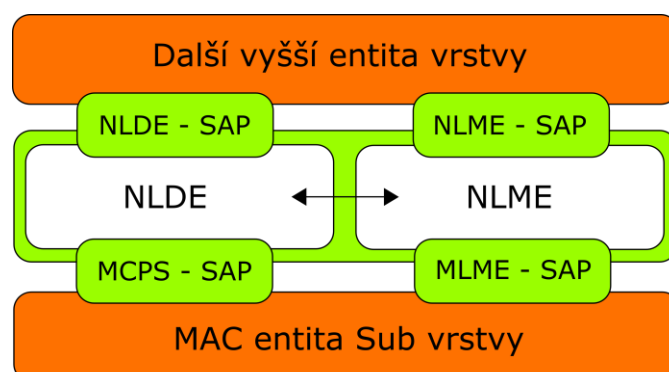 Další vyšší entita vrstvy
NLDE - SAP
NLME - SAP
NLDE
NLME
MCPS - SAP
MLME - SAP
MAC entita Sub vrstvy